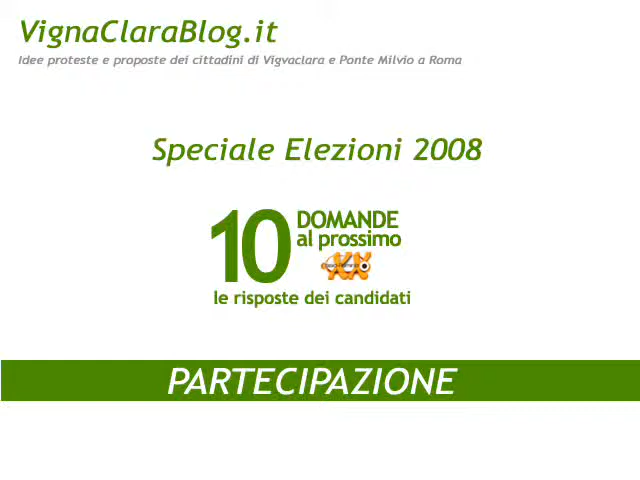 VignaClaraBlog.it
Idee proteste e proposte dei cittadini di Vigvaclara e Ponte Milvio a Roma
Speciale Elezioni 2008
10 DOMANDE
al prossimo
XX
le risposte dei candidati
PARTECIPAZIONE